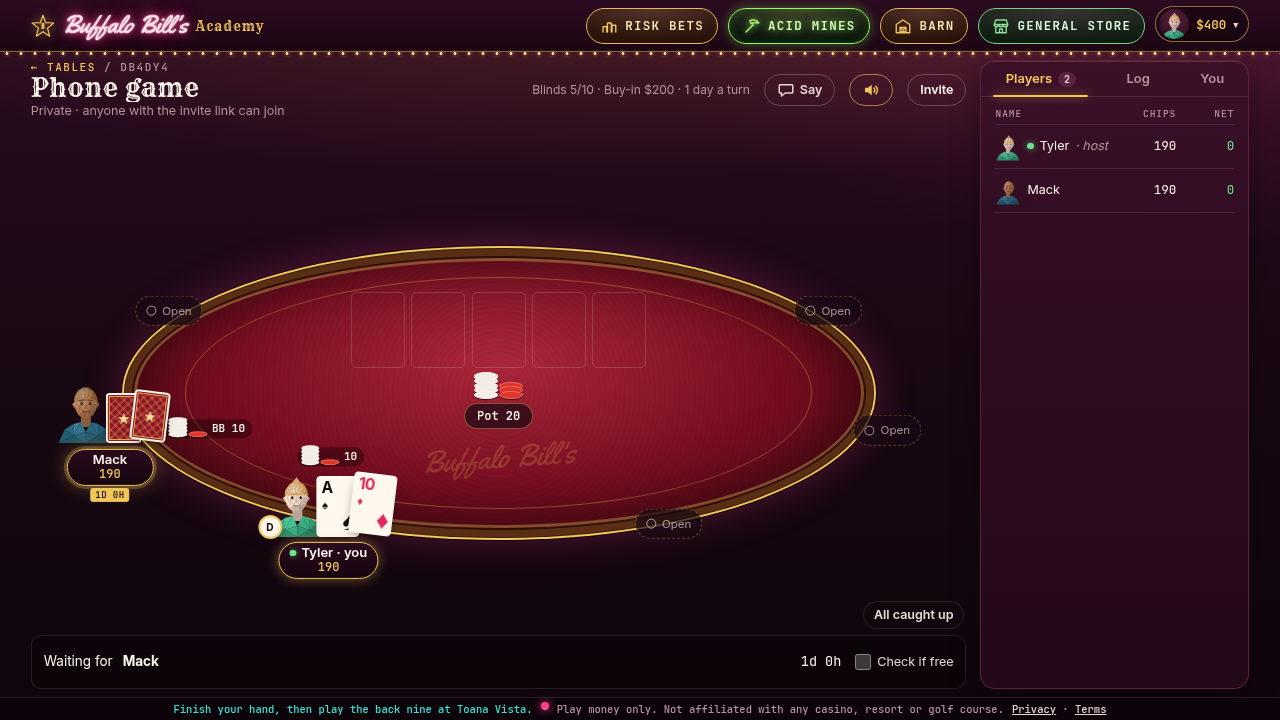 Buffalo Bill's Academy
RISK BETS
ACID MINES
BARN
GENERAL STORE
$400 ▾
← TABLES / DB4DY4
Phone game
Private · anyone with the invite link can join
Blinds 5/10 · Buy-in $200 · 1 day a turn
Say
Invite
Players 2
Log
You
NAME CHIPS NET
Tyler · host 190 0
Mack 190 0
Open
Open
Pot 20
BB 10
Open
Mack
190
1D 0H
10
Buffalo Bill's
A
10
D
Open
Tyler · you
190
All caught up
Waiting for Mack
1d 0h
Check if free
Finish your hand, then play the back nine at Toana Vista. Play money only. Not affiliated with any casino, resort or golf course. Privacy · Terms